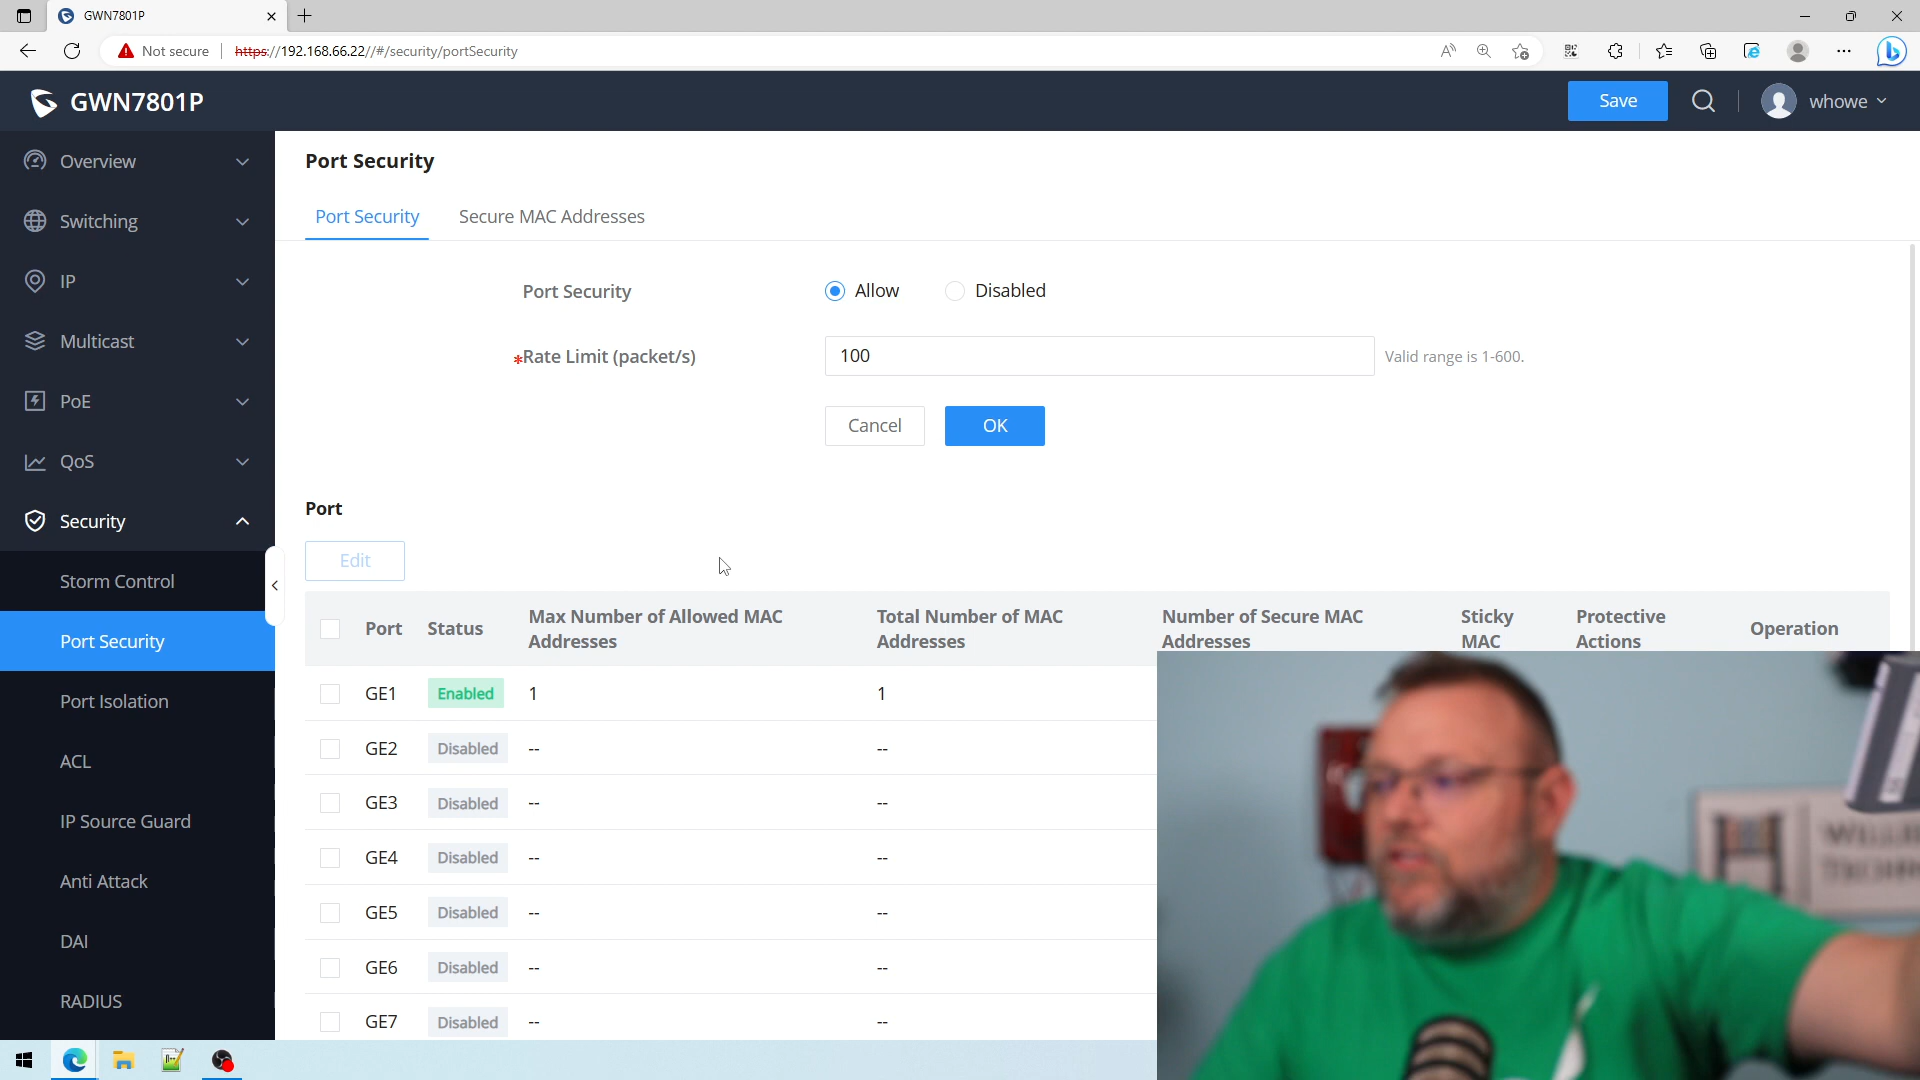 GWN7801P
Not secure
https://192.168.66.22//#/security/portSecurity
GWN7801P
Save
whowe
Overview
Switching
IP
Multicast
PoE
QoS
Security
Storm Control
Port Security
Port Isolation
ACL
IP Source Guard
Anti Attack
DAI
RADIUS
Port Security
Port Security Secure MAC Addresses
Port Security Allow Disabled
*Rate Limit (packet/s) 100 Valid range is 1-600.
Cancel OK
Port
Edit
Port Status Max Number of Allowed MAC Addresses Total Number of MAC Addresses Number of Secure MAC Addresses Sticky MAC Protective Actions Operation
GE1 Enabled 1 1
GE2 Disabled -- --
GE3 Disabled -- --
GE4 Disabled -- --
GE5 Disabled -- --
GE6 Disabled -- --
GE7 Disabled -- --